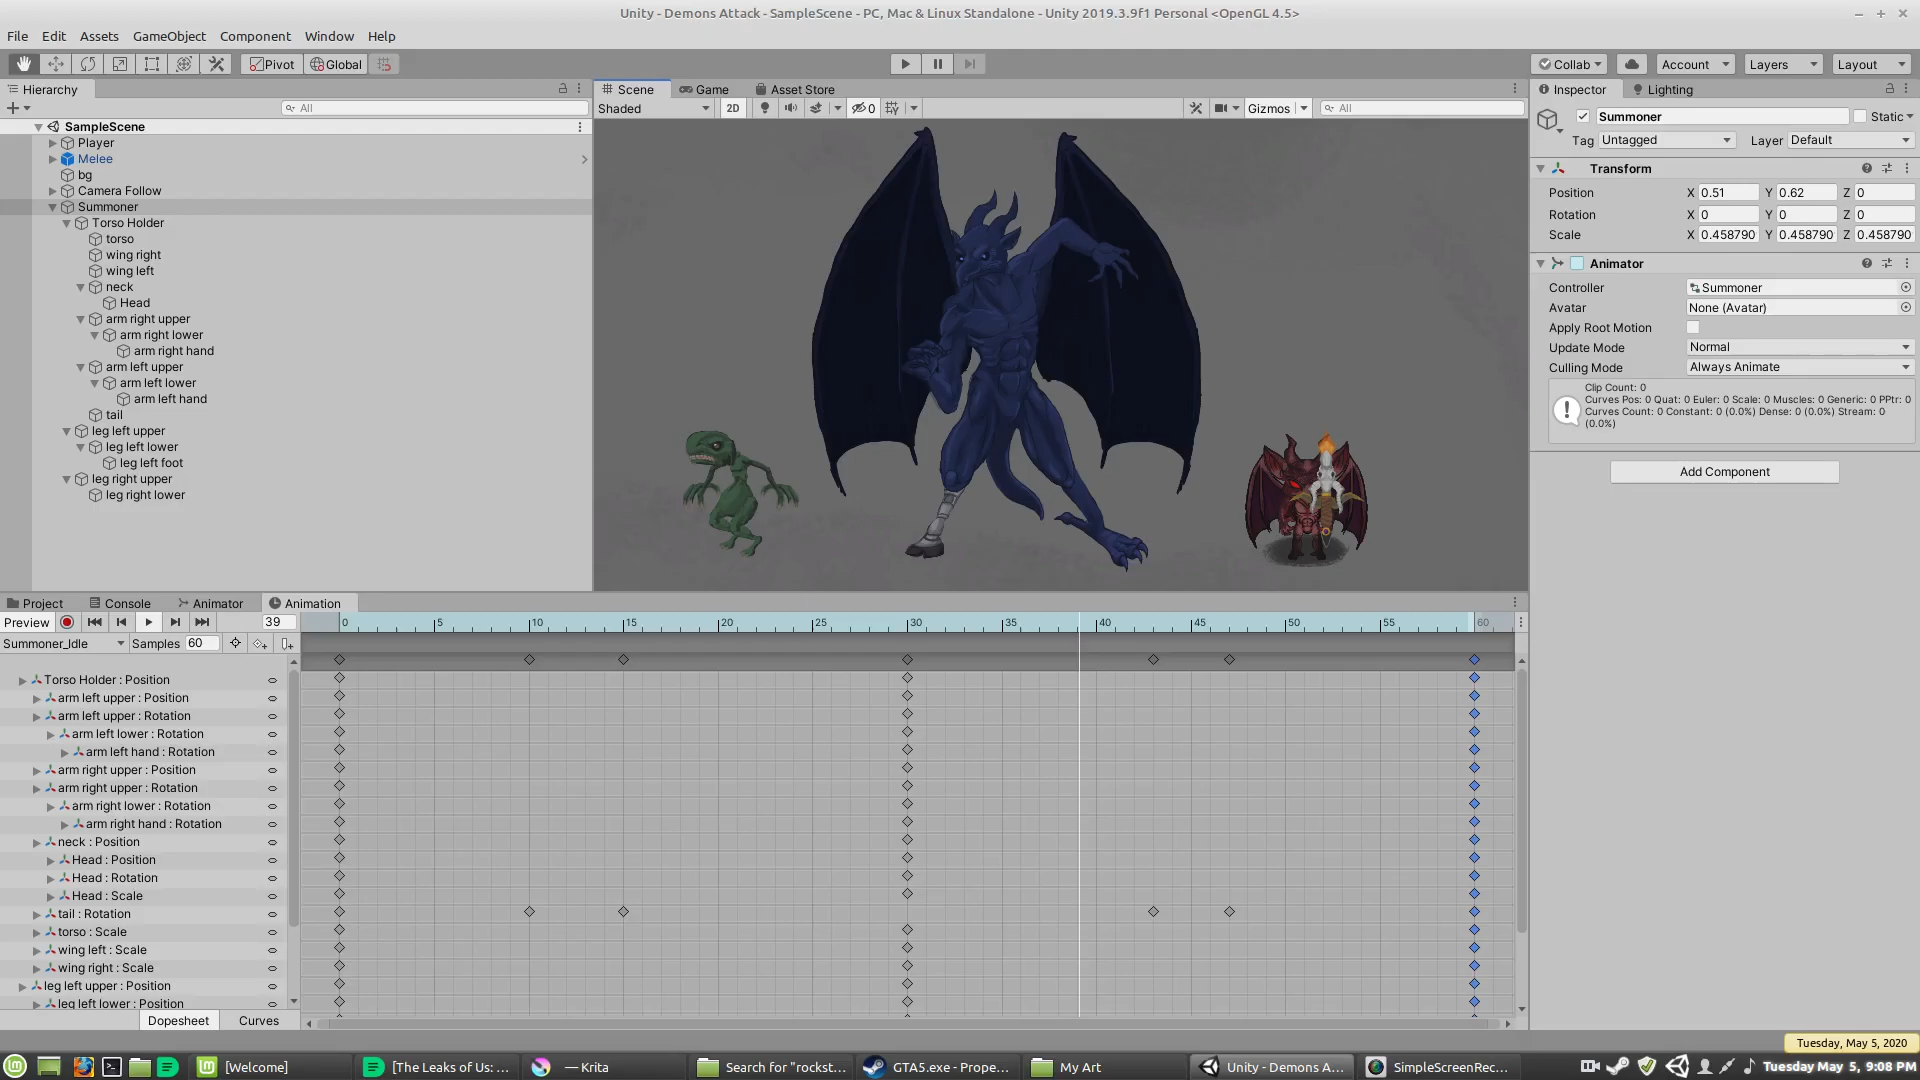 Unity - Demons Attack - SampleScene - PC, Mac & Linux Standalone - Unity 2019.3.9f1 Personal <OpenGL 4.5>
File Edit Assets GameObject Component Window Help
Pivot Global Collab Account Layers Layout
Hierarchy
All
SampleScene
Player
Melee
bg
Camera Follow
Summoner
Torso Holder
torso
wing right
wing left
neck
Head
arm right upper
arm right lower
arm right hand
arm left upper
arm left lower
arm left hand
tail
leg left upper
leg left lower
leg left foot
leg right upper
leg right lower
Scene Game Asset Store
Shaded 2D 0 Gizmos All
Inspector Lighting
Summoner Static
Tag Untagged Layer Default
Transform
Position X 0.51 Y 0.62 Z 0
Rotation X 0 Y 0 Z 0
Scale X 0.458790 Y 0.458790 Z 0.458790
Animator
Controller Summoner
Avatar None (Avatar)
Apply Root Motion
Update Mode Normal
Culling Mode Always Animate
Clip Count: 0
Curves Pos: 0 Quat: 0 Euler: 0 Scale: 0 Muscles: 0 Generic: 0 PPtr: 0
Curves Count: 0 Constant: 0 (0.0%) Dense: 0 (0.0%) Stream: 0
(0.0%)
Add Component
Project Console Animator Animation
Preview 39 0 5 10 15 20 25 30 35 40 45 50 55 60
Summoner_Idle Samples 60
Torso Holder : Position
arm left upper : Position
arm left upper : Rotation
arm left lower : Rotation
arm left hand : Rotation
arm right upper : Position
arm right upper : Rotation
arm right lower : Rotation
arm right hand : Rotation
neck : Position
Head : Position
Head : Rotation
Head : Scale
tail : Rotation
torso : Scale
wing left : Scale
wing right : Scale
leg left upper : Position
leg left lower : Position
Dopesheet Curves
Tuesday, May 5, 2020
[Welcome] [The Leaks of Us: ... — Krita Search for "rockst... GTA5.exe - Prope... My Art Unity - Demons A... SimpleScreenRec... Tuesday May 5, 9:08 PM